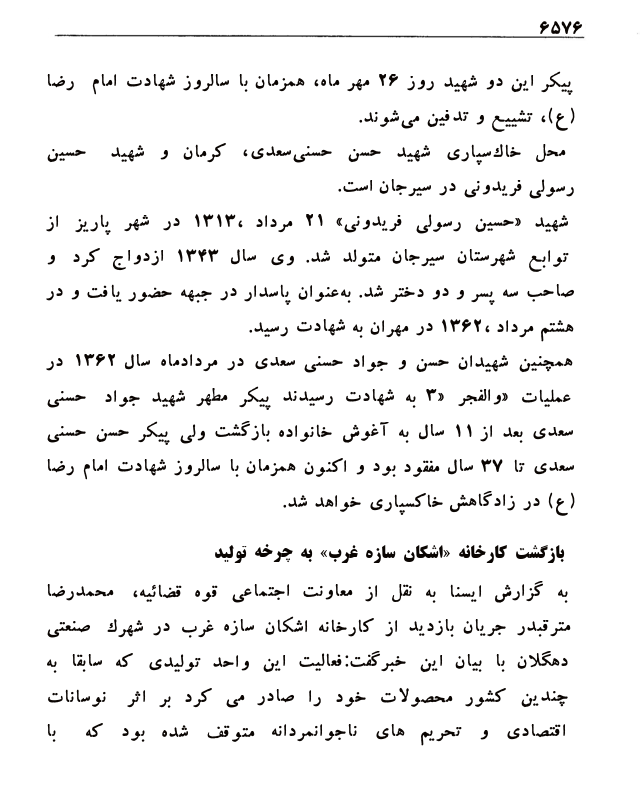 ۶۵۷۶
پیکر این دو شهید روز ۲۶ مهر ماه، همزمان با سالروز شهادت امام رضا
(ع)، تشییع و تدفین می‌شوند.
محل خاك‌سپاری شهید حسن حسنی‌سعدی، کرمان و شهید حسین
رسولی فریدونی در سیرجان است.
شهید «حسین رسولی فریدونی» ۲۱ مرداد ،۱۳۱۳ در شهر پاریز از
توابع شهرستان سیرجان متولد شد. وی سال ۱۳۴۳ ازدواج کرد و
صاحب سه پسر و دو دختر شد. به‌عنوان پاسدار در جبهه حضور یافت و در
هشتم مرداد ،۱۳۶۲ در مهران به شهادت رسید.
همچنین شهیدان حسن و جواد حسنی سعدی در مردادماه سال ۱۳۶۲ در
عملیات «والفجر «۳ به شهادت رسیدند پیکر مطهر شهید جواد حسنی
سعدی بعد از ۱۱ سال به آغوش خانواده بازگشت ولی پیکر حسن حسنی
سعدی تا ۳۷ سال مفقود بود و اکنون همزمان با سالروز شهادت امام رضا
(ع) در زادگاهش خاکسپاری خواهد شد.
بازگشت کارخانه «اشکان سازه غرب» به چرخه تولید
به گزارش ایسنا به نقل از معاونت اجتماعی قوه قضائیه، محمدرضا
مترقبدر جریان بازدید از کارخانه اشکان سازه غرب در شهرك صنعتی
دهگلان با بیان این خبرگفت:فعالیت این واحد تولیدی که سابقا به
چندین کشور محصولات خود را صادر می کرد بر اثر نوسانات
اقتصادی و تحریم های ناجوانمردانه متوقف شده بود که با